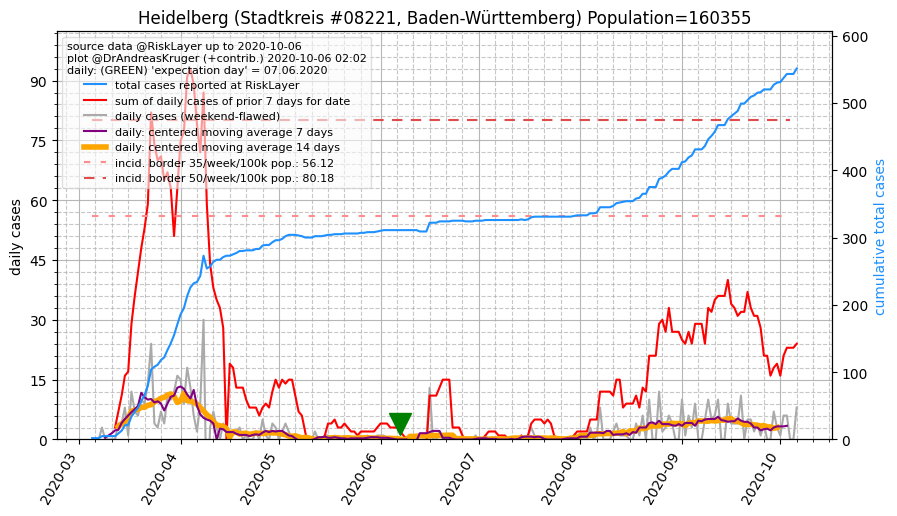 Heidelberg (Stadtkreis #08221, Baden-Württemberg) Population=160355
source data @RiskLayer up to 2020-10-06
plot @DrAndreasKruger (+contrib.) 2020-10-06 02:02
daily: (GREEN) 'expectation day' = 07.06.2020
total cases reported at RiskLayer
sum of daily cases of prior 7 days for date
daily cases (weekend-flawed)
daily: centered moving average 7 days
daily: centered moving average 14 days
incid. border 35/week/100k pop.: 56.12
incid. border 50/week/100k pop.: 80.18
daily cases
90
75
60
45
30
15
0
cumulative total cases
600
500
400
300
200
100
0
2020-03
2020-04
2020-05
2020-06
2020-07
2020-08
2020-09
2020-10